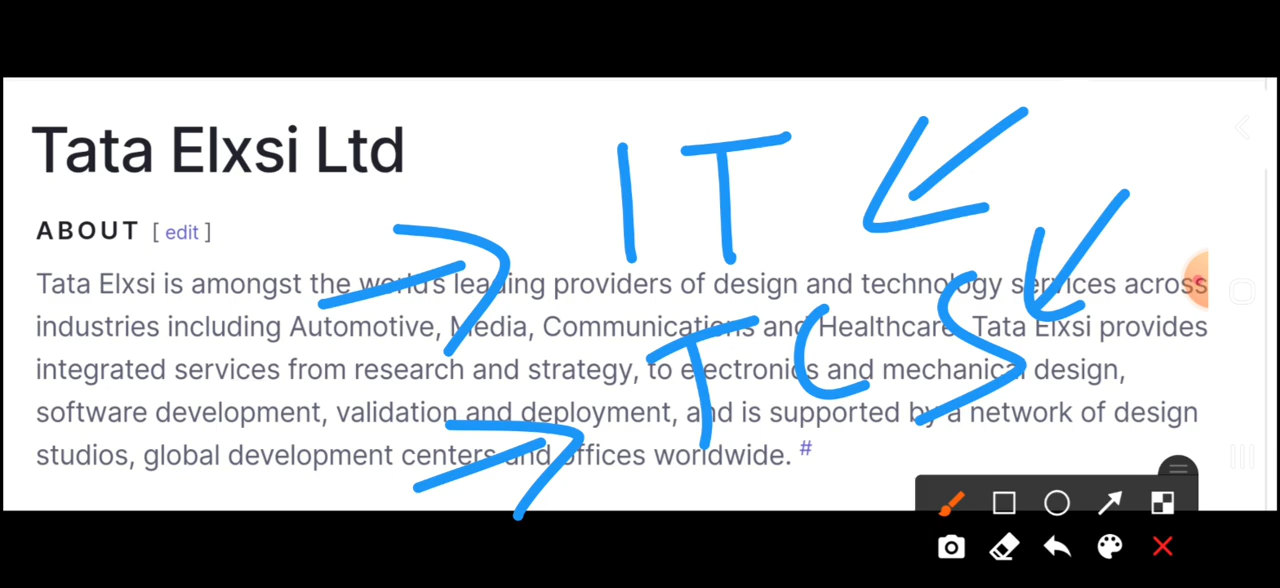 Tata Elxsi Ltd
IT
ABOUT [ edit ]
Tata Elxsi is amongst the world's leading providers of design and technology services across
industries including Automotive, Media, Communications and Healthcare. Tata Elxsi provides
TCS
integrated services from research and strategy, to electronics and mechanical design,
software development, validation and deployment, and is supported by a network of design
studios, global development centers and offices worldwide. #